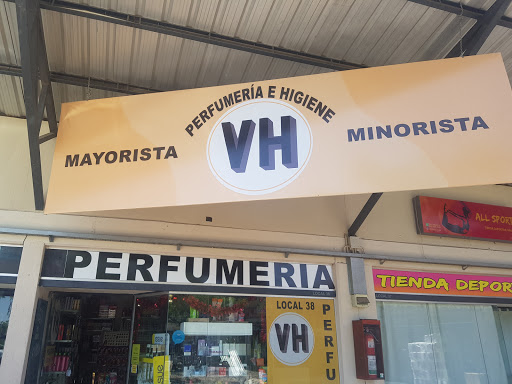 PERFUMERÍA E HIGIENE
MAYORISTA
VH
MINORISTA
ALL SPORT
PERFUMERIA
TIENDA DEPOR
LOCAL 38
VH
PERFU